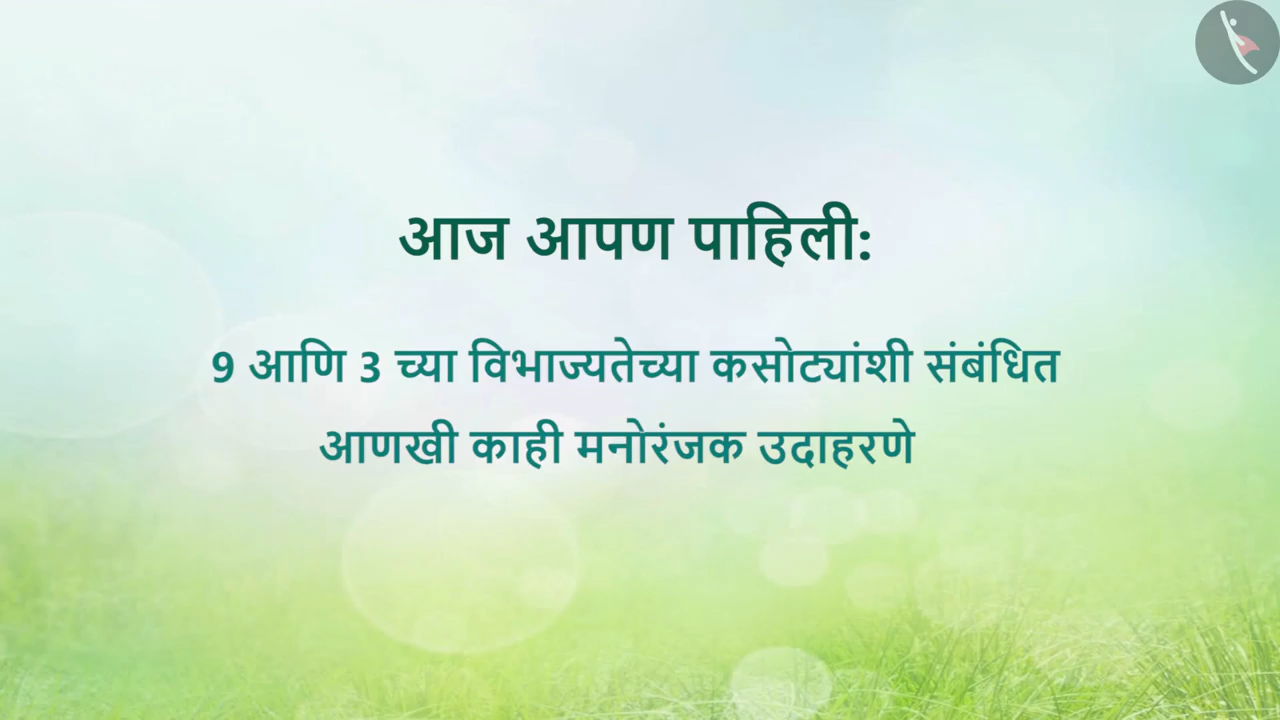 आज आपण पाहिली:
9 आणि 3 च्या विभाज्यतेच्या कसोट्यांशी संबंधित
आणखी काही मनोरंजक उदाहरणे